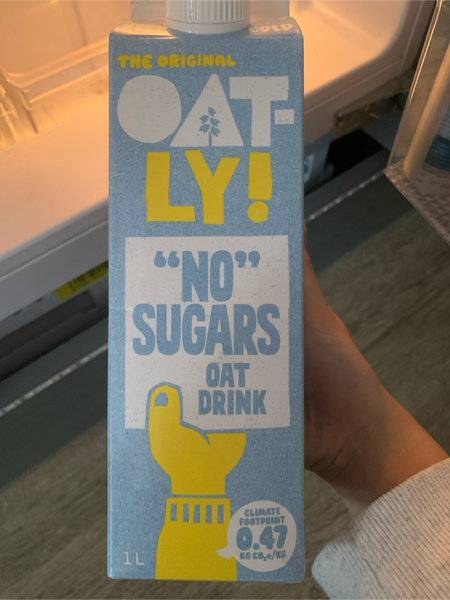 THE ORIGINAL
OAT-
LY!
“NO”
SUGARS
OAT
DRINK
CLIMATE
FOOTPRINT
0.47
KG CO₂e/KG
1L